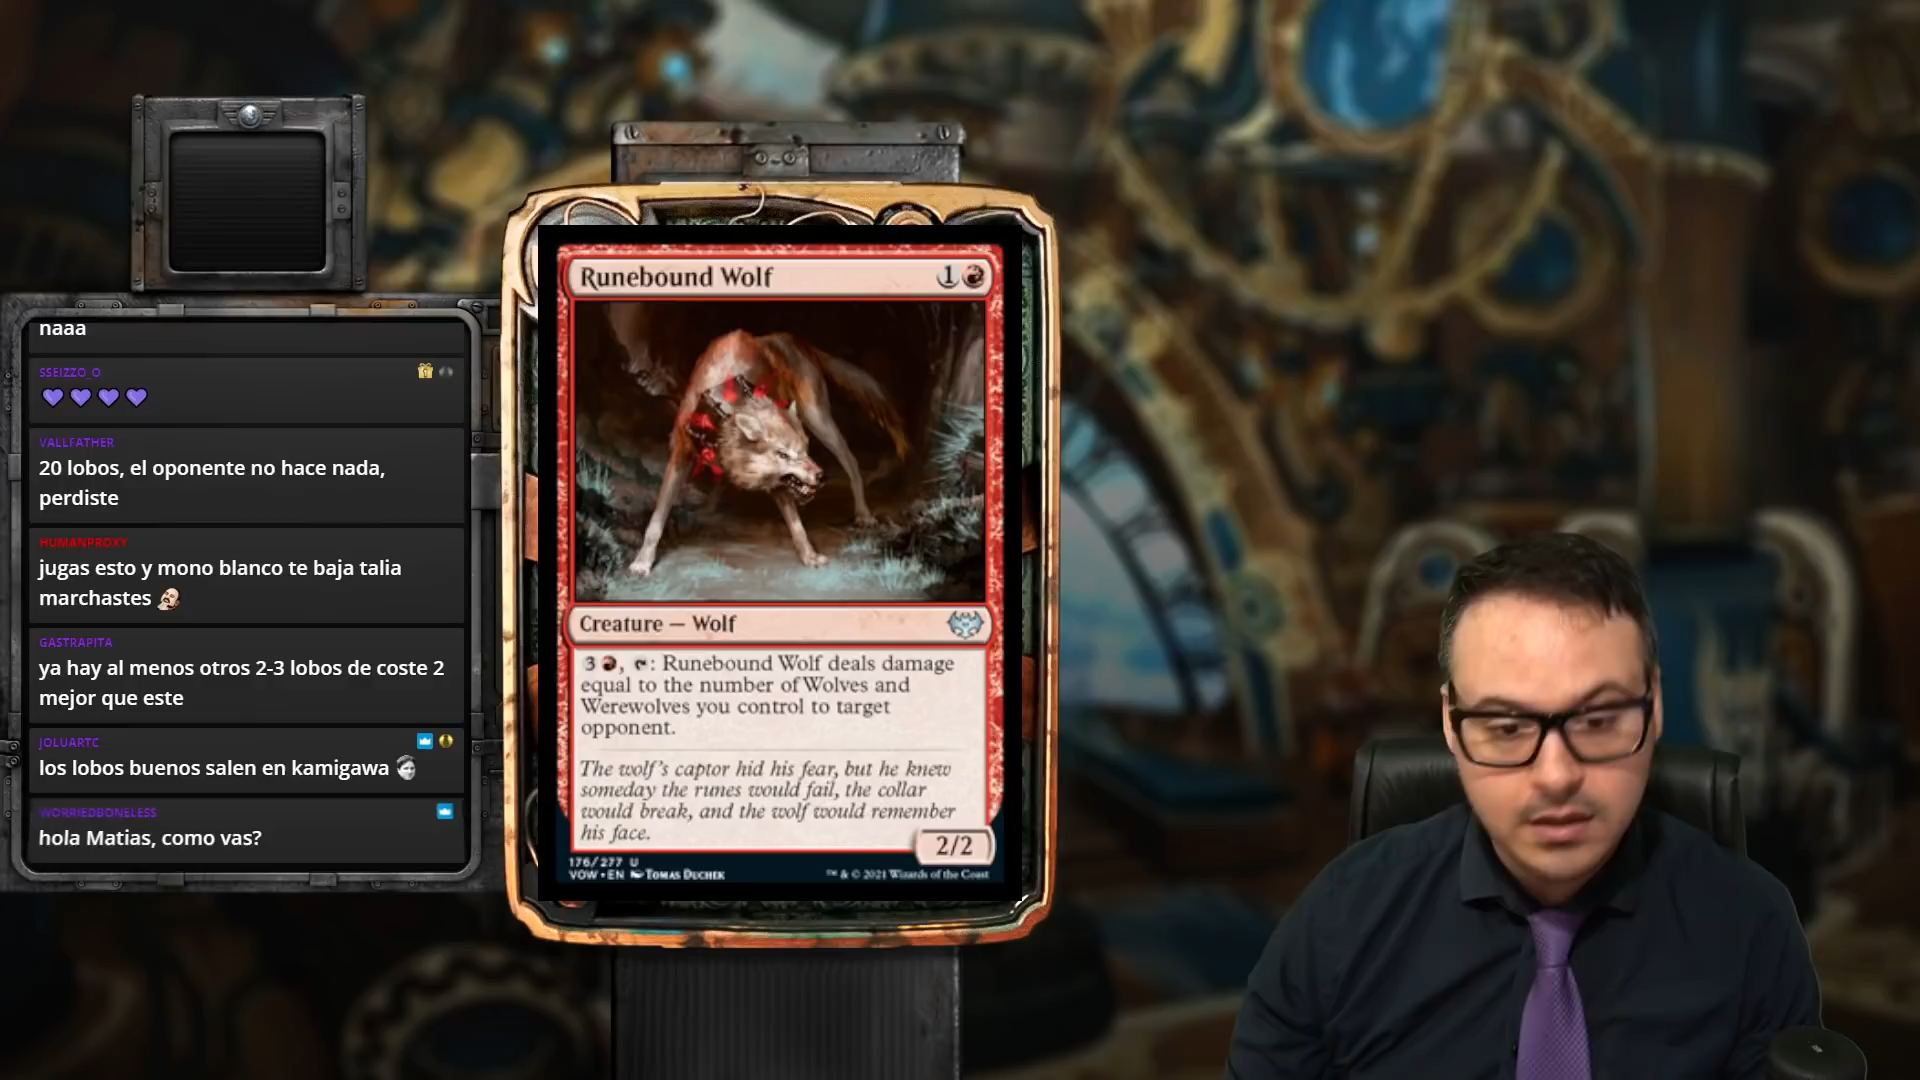 naaa
SSEIZZO_O
VALLFATHER
20 lobos, el oponente no hace nada,
perdiste
HUMANPROXY
jugas esto y mono blanco te baja talia
marchastes
GASTRAPITA
ya hay al menos otros 2-3 lobos de coste 2
mejor que este
JOLUARTC
los lobos buenos salen en kamigawa
WORRIEDBONELESS
hola Matias, como vas?
Runebound Wolf 1
Creature — Wolf
3 , : Runebound Wolf deals damage
equal to the number of Wolves and
Werewolves you control to target
opponent.
The wolf's captor hid his fear, but he knew
someday the runes would fail, the collar
would break, and the wolf would remember
his face.
2/2
176/277 U
VOW • EN Tomas Duchek
™ & © 2021 Wizards of the Coast